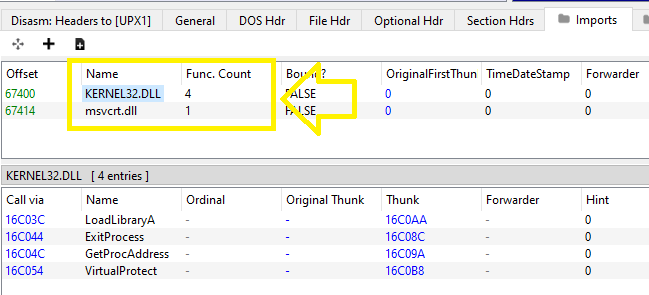 Disasm: Headers to [UPX1] General DOS Hdr File Hdr Optional Hdr Section Hdrs Imports
Offset Name Func. Count Bound? OriginalFirstThun TimeDateStamp Forwarder
67400 KERNEL32.DLL 4 FALSE 0 0 0
67414 msvcrt.dll 1 FALSE 0 0 0
KERNEL32.DLL [ 4 entries ]
Call via Name Ordinal Original Thunk Thunk Forwarder Hint
16C03C LoadLibraryA - - 16C0AA - 0
16C044 ExitProcess - - 16C08C - 0
16C04C GetProcAddress - - 16C09A - 0
16C054 VirtualProtect - - 16C0B8 - 0